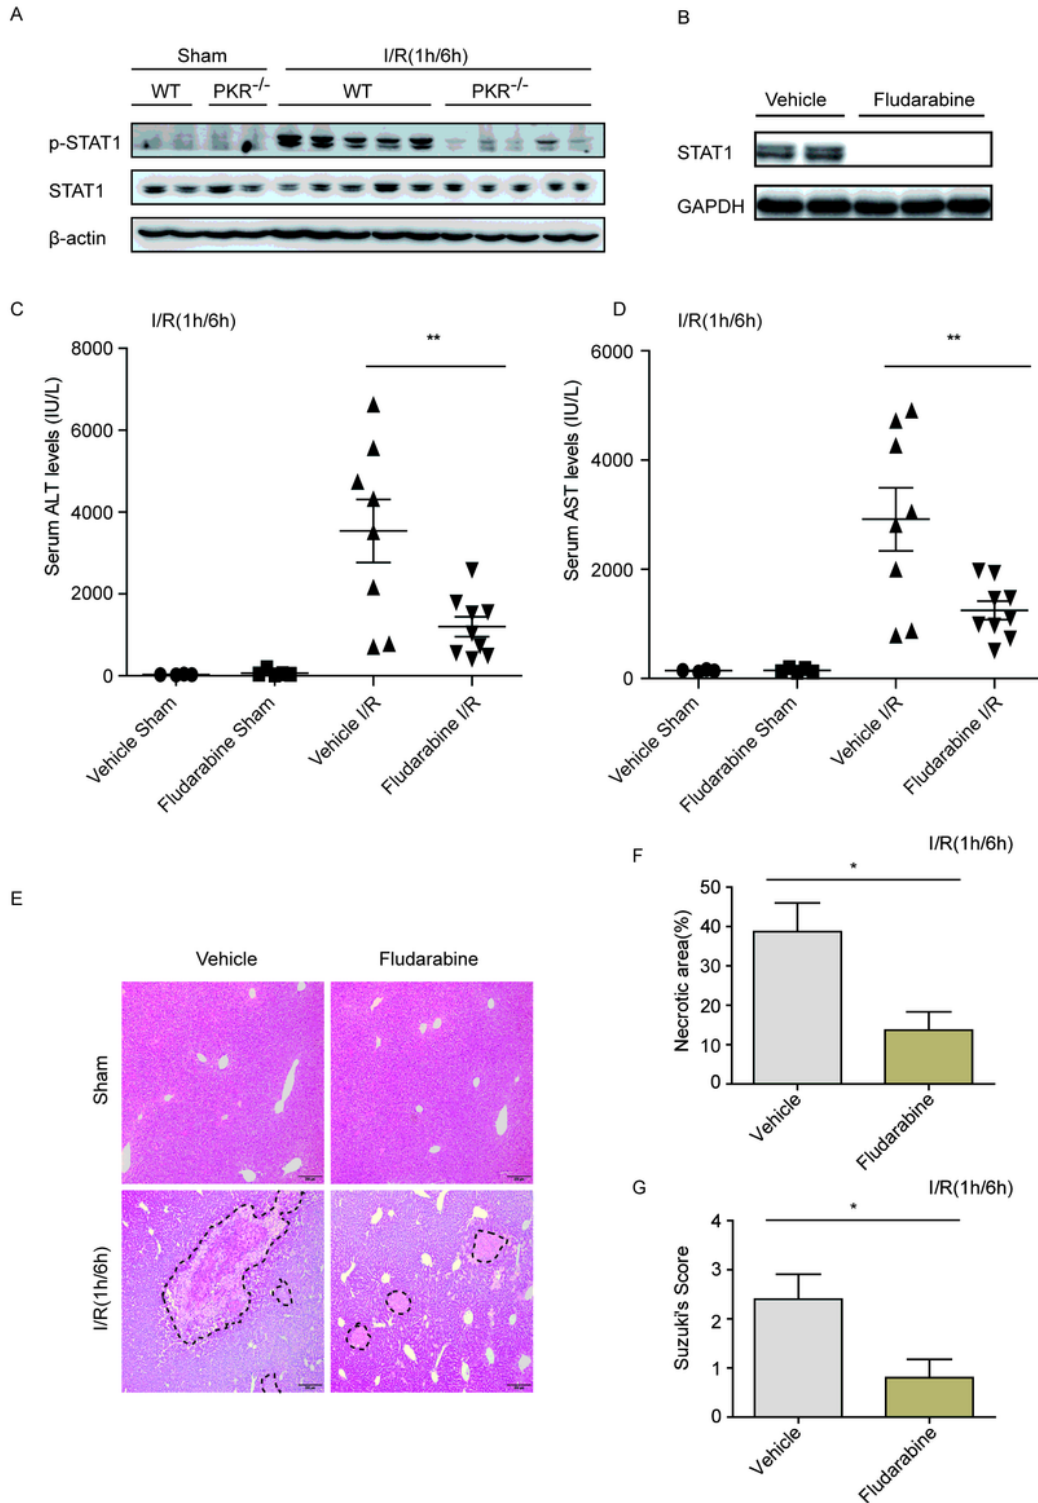 A
B
Sham
I/R(1h/6h)
WT
PKR⁻/⁻
WT
PKR⁻/⁻
p-STAT1
STAT1
β-actin
Vehicle
Fludarabine
STAT1
GAPDH
C
I/R(1h/6h)
**
Serum ALT levels (IU/L)
8000
6000
4000
2000
0
Vehicle Sham
Fludarabine Sham
Vehicle I/R
Fludarabine I/R
D
I/R(1h/6h)
**
Serum AST levels (IU/L)
6000
4000
2000
0
Vehicle Sham
Fludarabine Sham
Vehicle I/R
Fludarabine I/R
E
Vehicle
Fludarabine
Sham
I/R(1h/6h)
F
I/R(1h/6h)
*
Necrotic area(%)
50
40
30
20
10
0
Vehicle
Fludarabine
G
I/R(1h/6h)
*
Suzuki's Score
4
3
2
1
0
Vehicle
Fludarabine